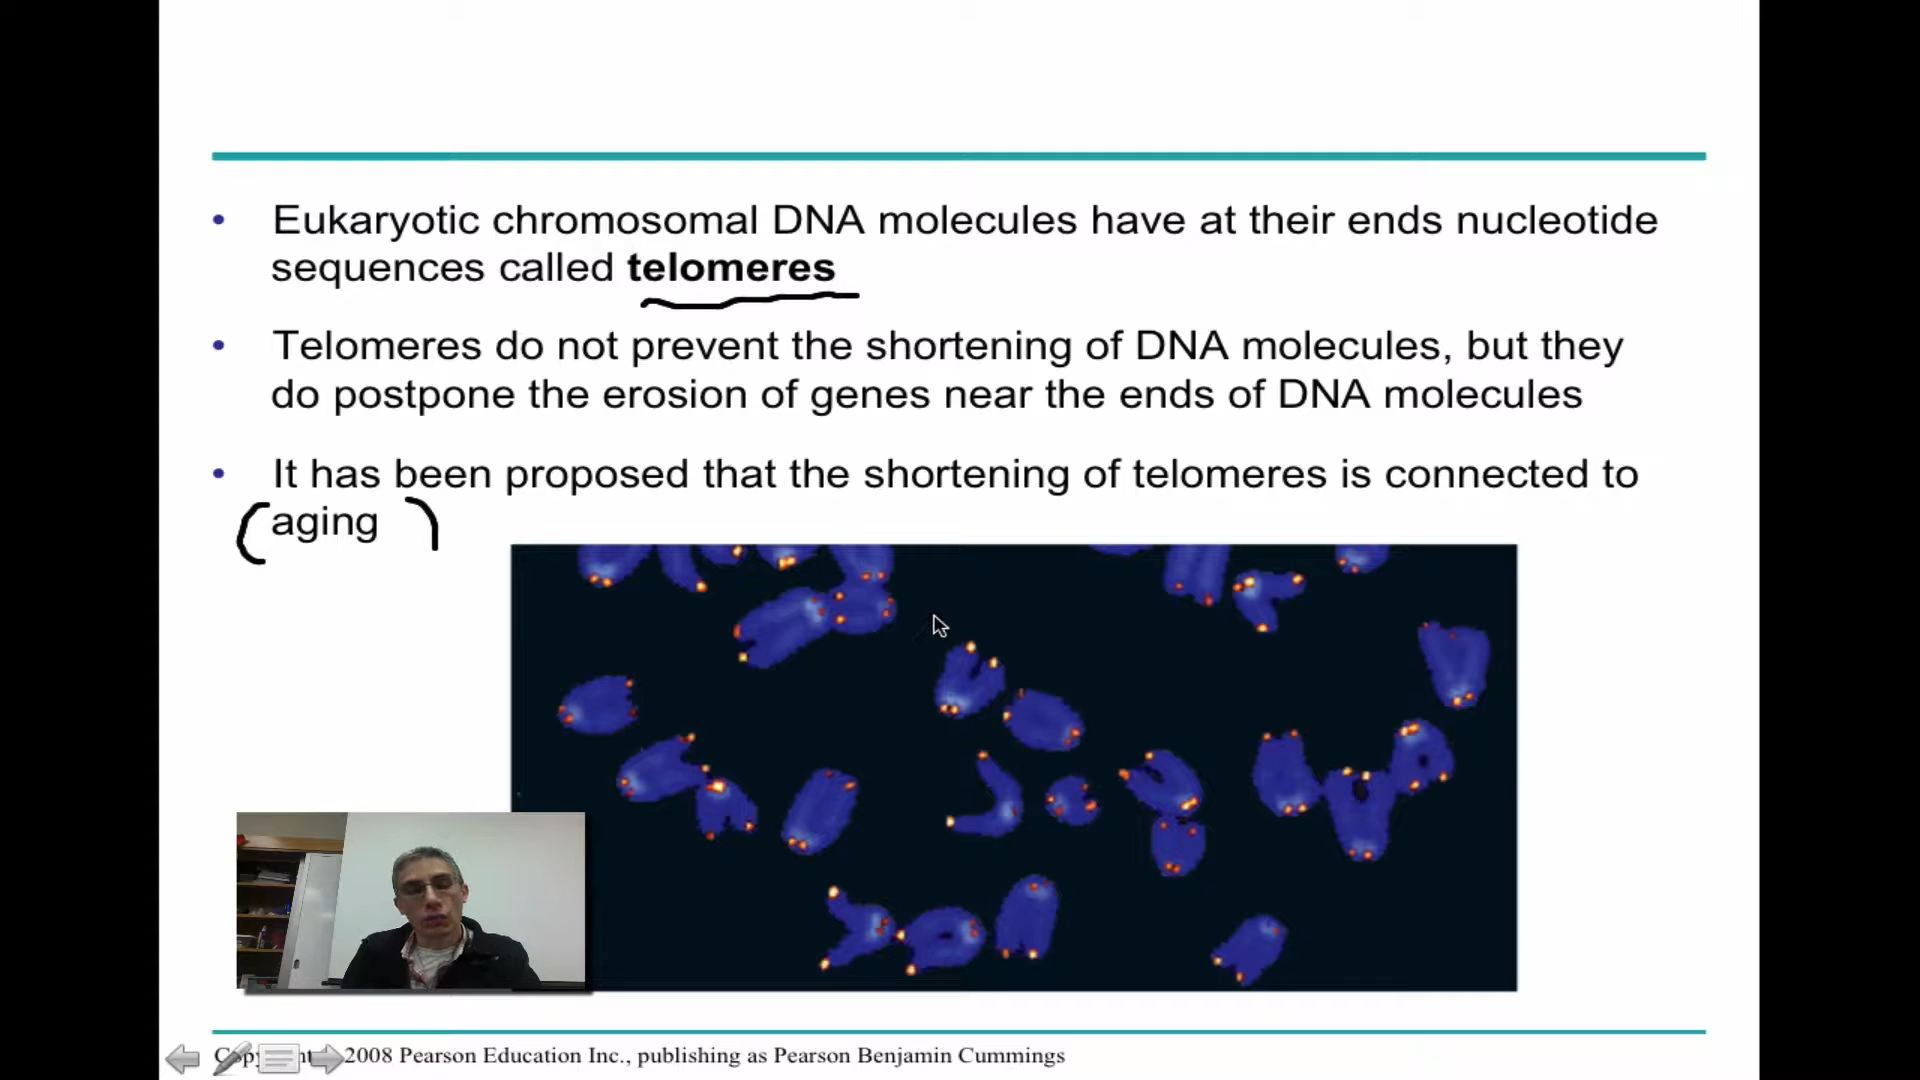 • Eukaryotic chromosomal DNA molecules have at their ends nucleotide
sequences called telomeres
• Telomeres do not prevent the shortening of DNA molecules, but they
do postpone the erosion of genes near the ends of DNA molecules
• It has been proposed that the shortening of telomeres is connected to
(aging )
2008 Pearson Education Inc., publishing as Pearson Benjamin Cummings